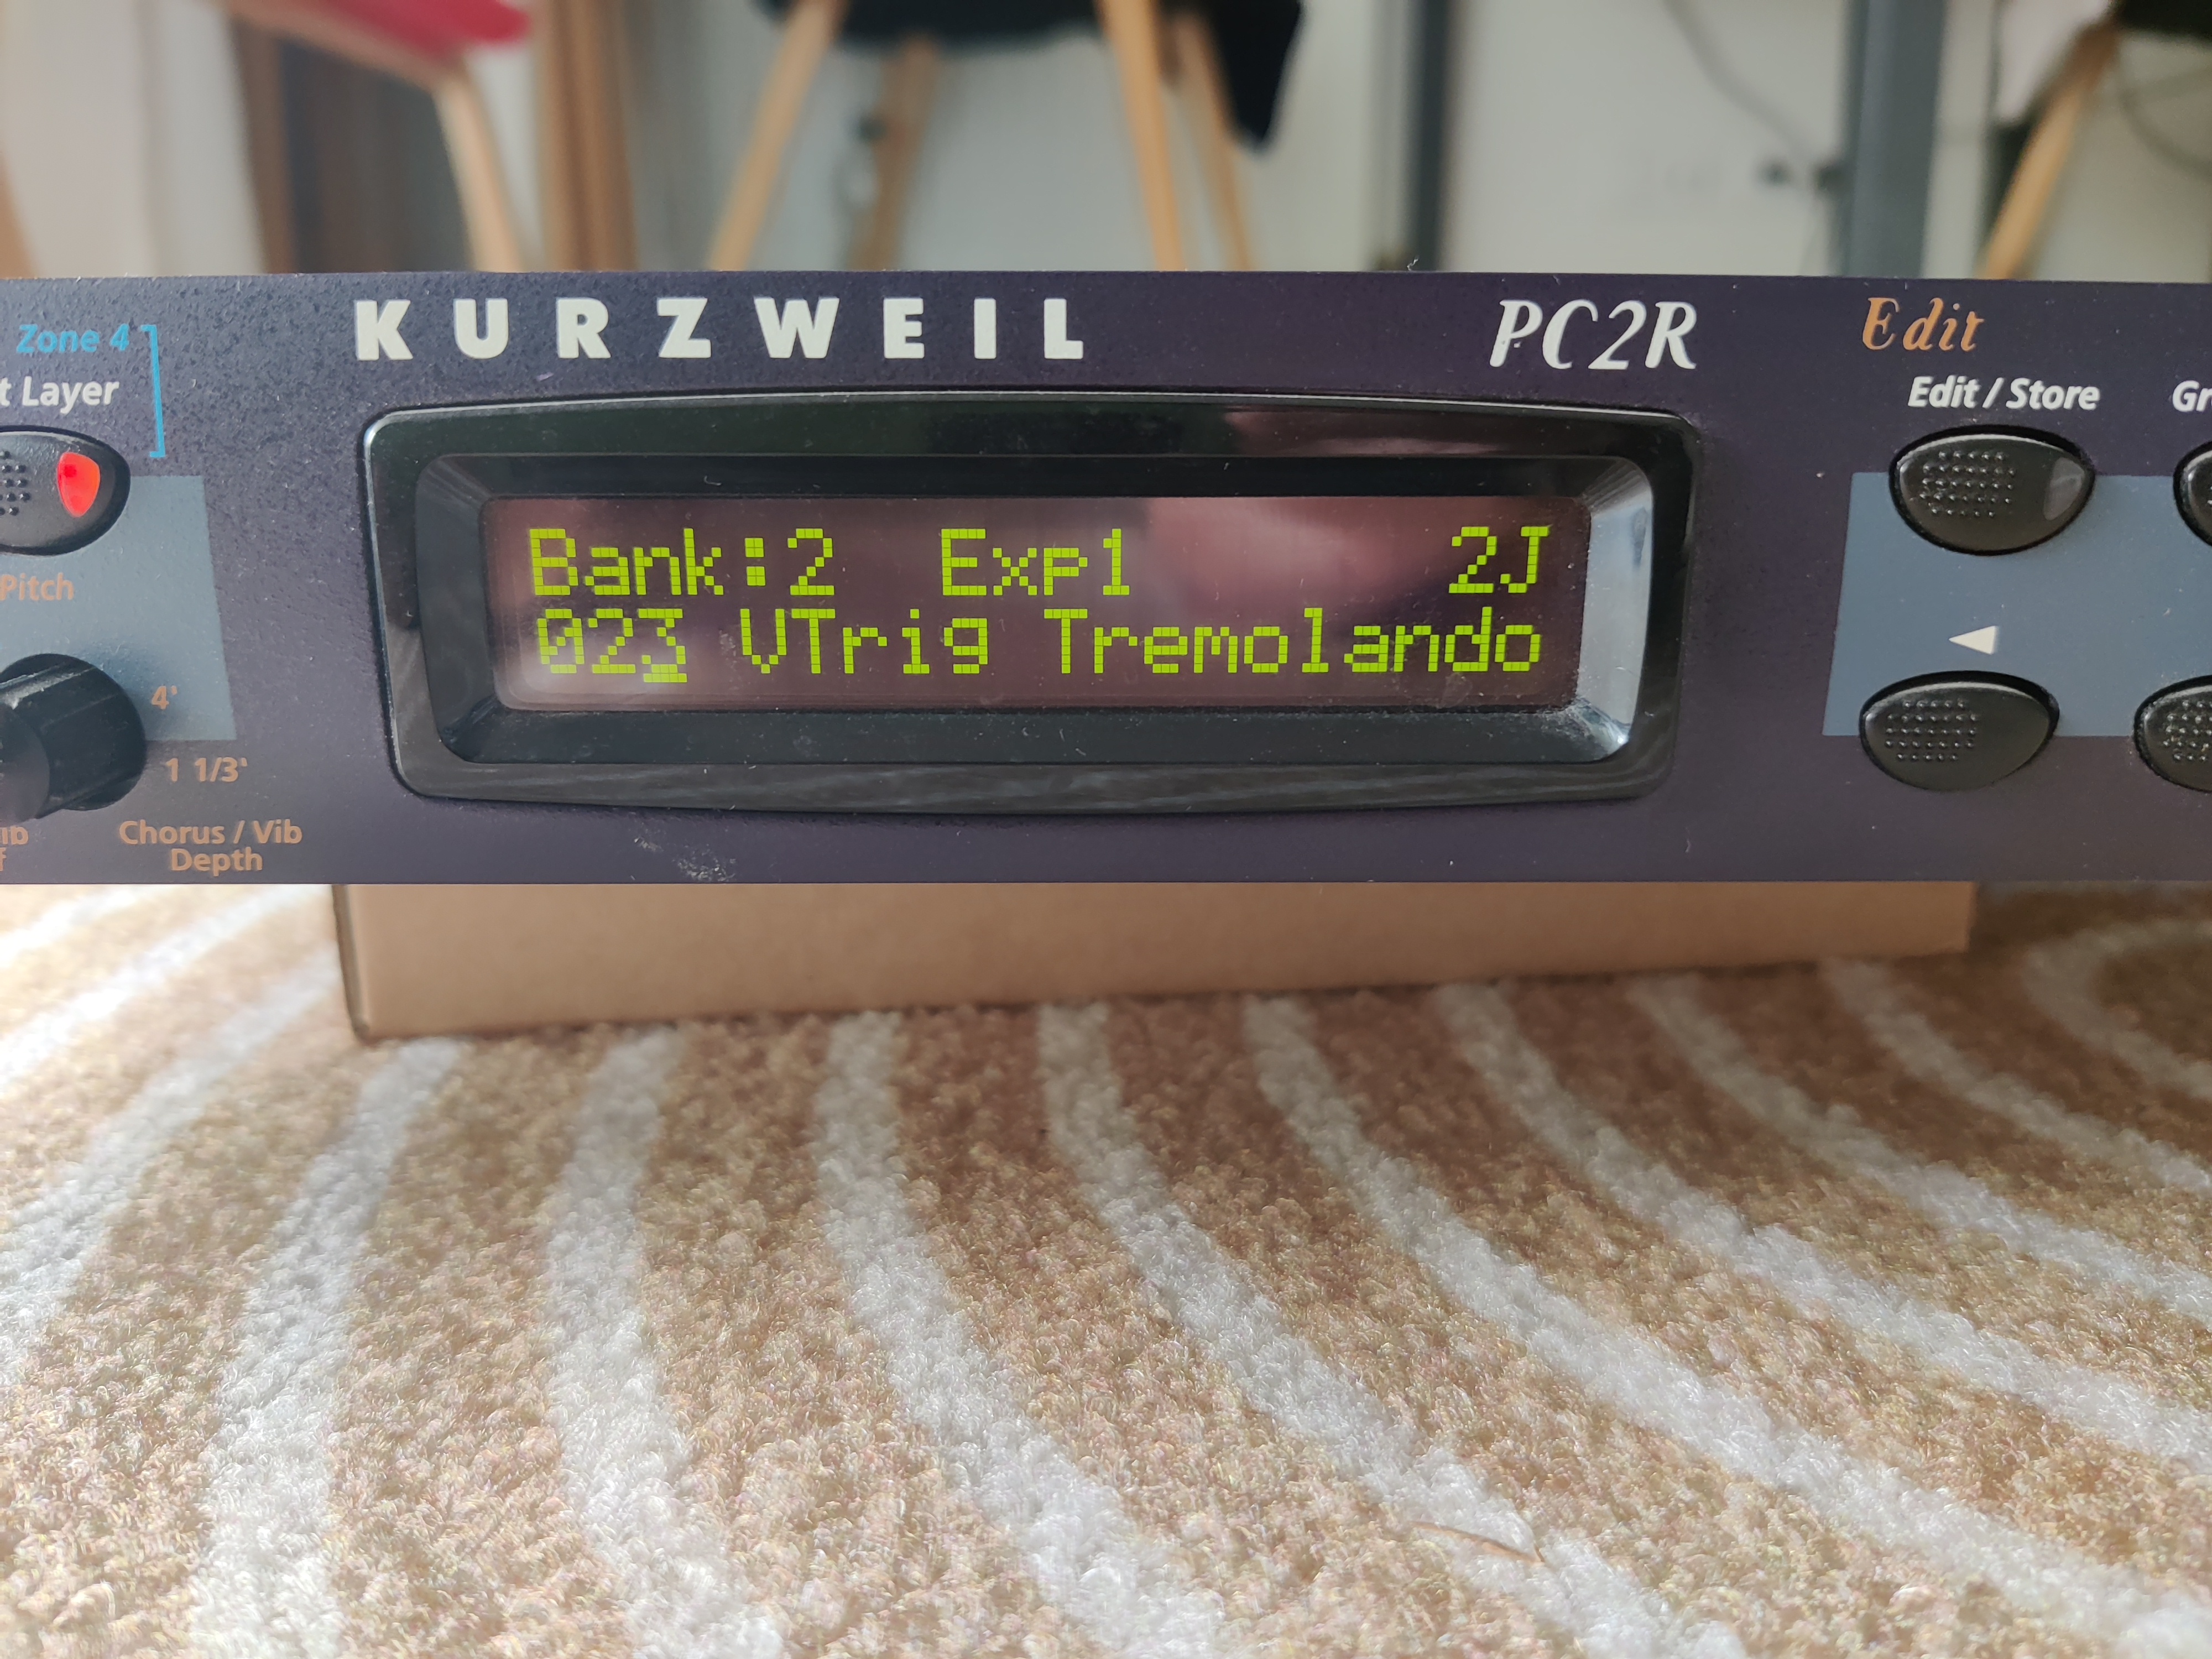 KURZWEIL PC2R Edit
Zone 4
t Layer
Edit / Store
Gr
Bank:2 Exp1 2J
023 VTrig Tremolando
Pitch
4'
1 1/3'
Chorus / Vib
Depth